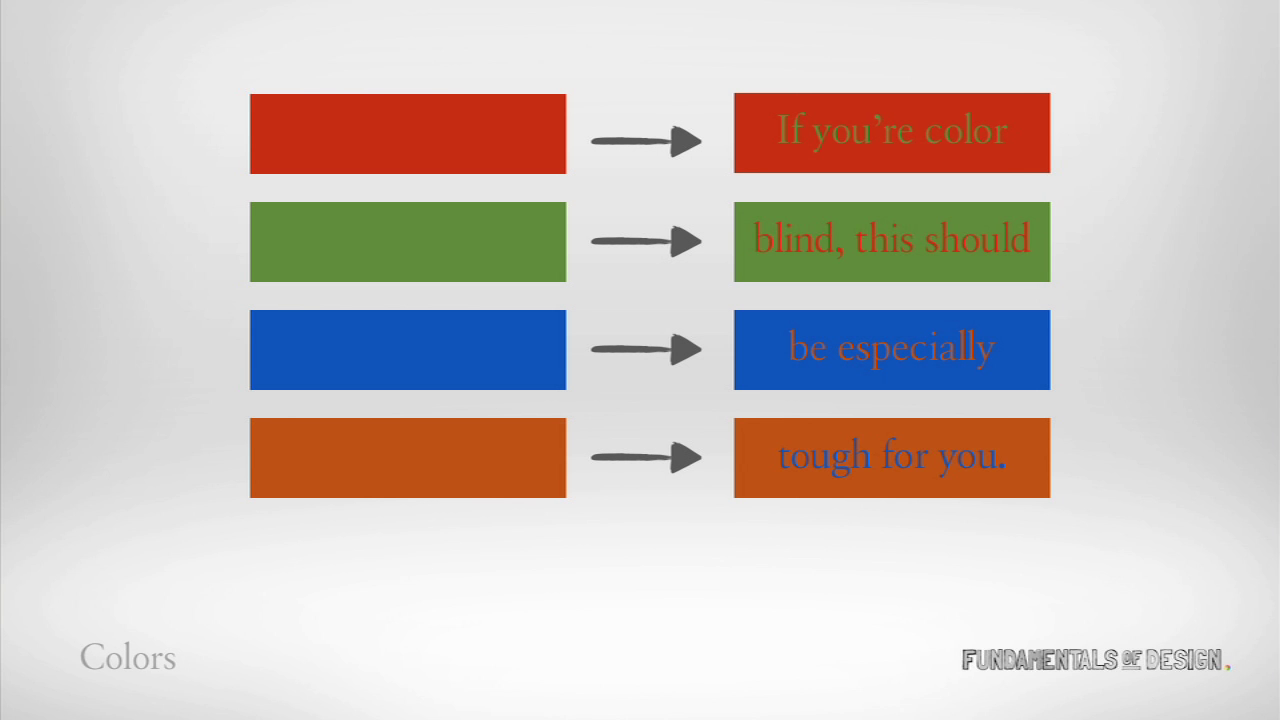 If you’re color
blind, this should
be especially
tough for you.
Colors
FUNDAMENTALS OF DESIGN.